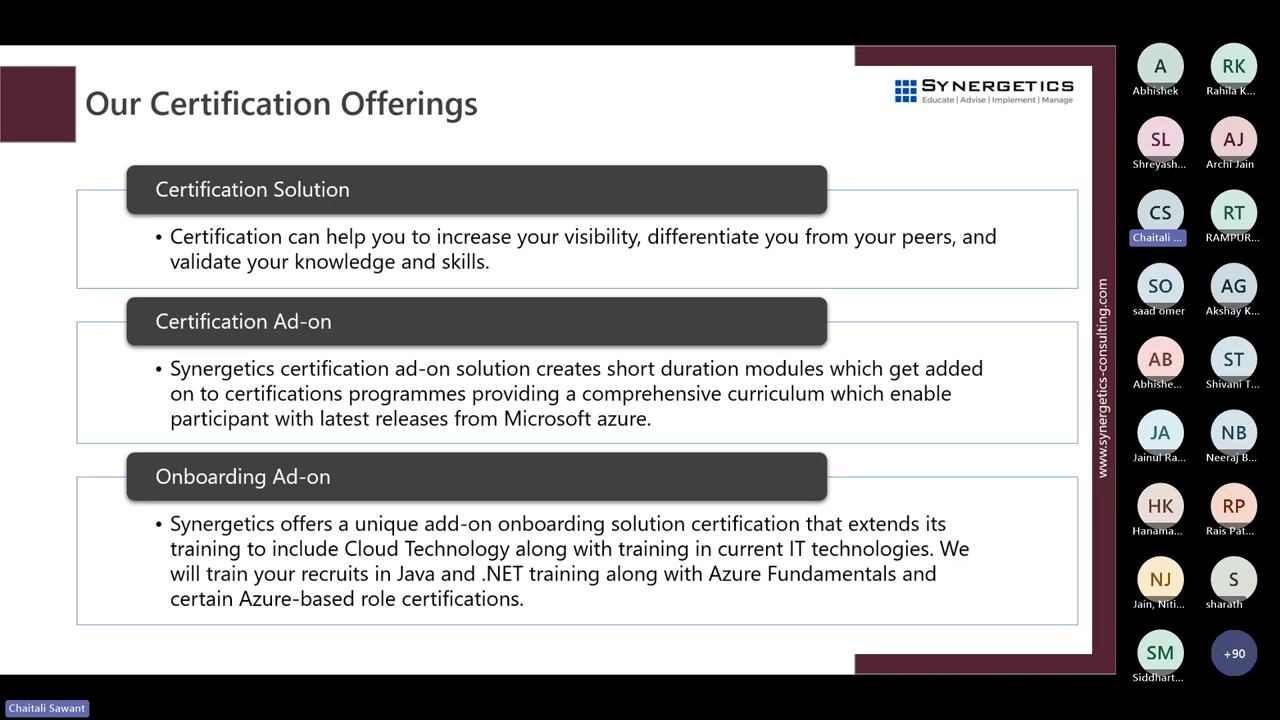 Our Certification Offerings
SYNERGETICS
Educate | Advise | Implement | Manage
Certification Solution
• Certification can help you to increase your visibility, differentiate you from your peers, and
validate your knowledge and skills.
Certification Ad-on
• Synergetics certification ad-on solution creates short duration modules which get added
on to certifications programmes providing a comprehensive curriculum which enable
participant with latest releases from Microsoft azure.
Onboarding Ad-on
• Synergetics offers a unique add-on onboarding solution certification that extends its
training to include Cloud Technology along with training in current IT technologies. We
will train your recruits in Java and .NET training along with Azure Fundamentals and
certain Azure-based role certifications.
www.synergetics-consulting.com
A
Abhishek
RK
Rahila K...
SL
Shreyash...
AJ
Archi Jain
CS
Chaitali ...
RT
RAMPUR...
SO
saad omer
AG
Akshay K...
AB
Abhishe...
ST
Shivani T...
JA
Jainul Ra...
NB
Neeraj B...
HK
Hanama...
RP
Rais Pat...
NJ
Jain, Niti...
S
sharath
SM
Siddhart...
+90
Chaitali Sawant